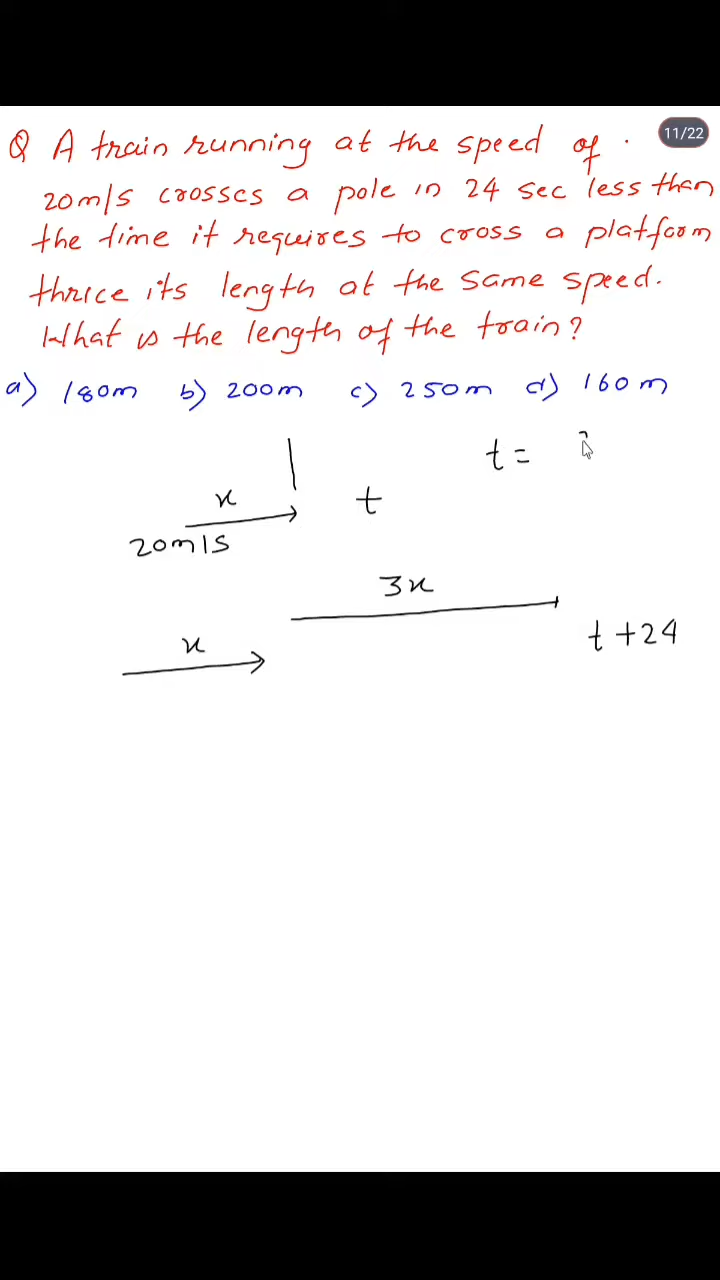 11/22
Q A train running at the speed of .
20m/s crosses a pole in 24 sec less than
the time it requires to cross a platform
thrice its length at the same speed.
What is the length of the train?
a) 180m b) 200m c) 250m d) 160m
t =
x t
20m/s
3x
x t + 24